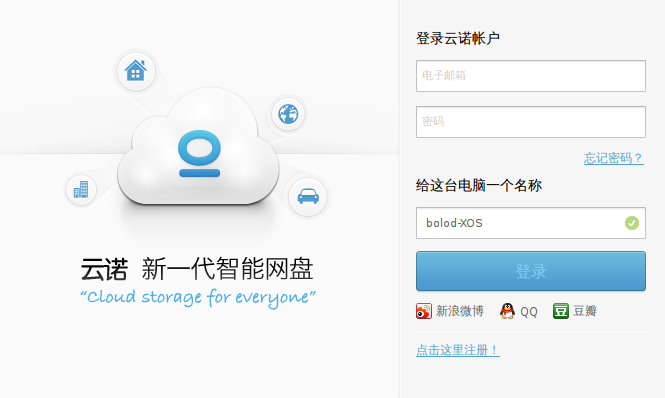 云诺 新一代智能网盘
“Cloud storage for everyone”
登录云诺帐户
电子邮箱
密码
忘记密码？
给这台电脑一个名称
bolod-XOS
登录
新浪微博 QQ 豆瓣
点击这里注册！